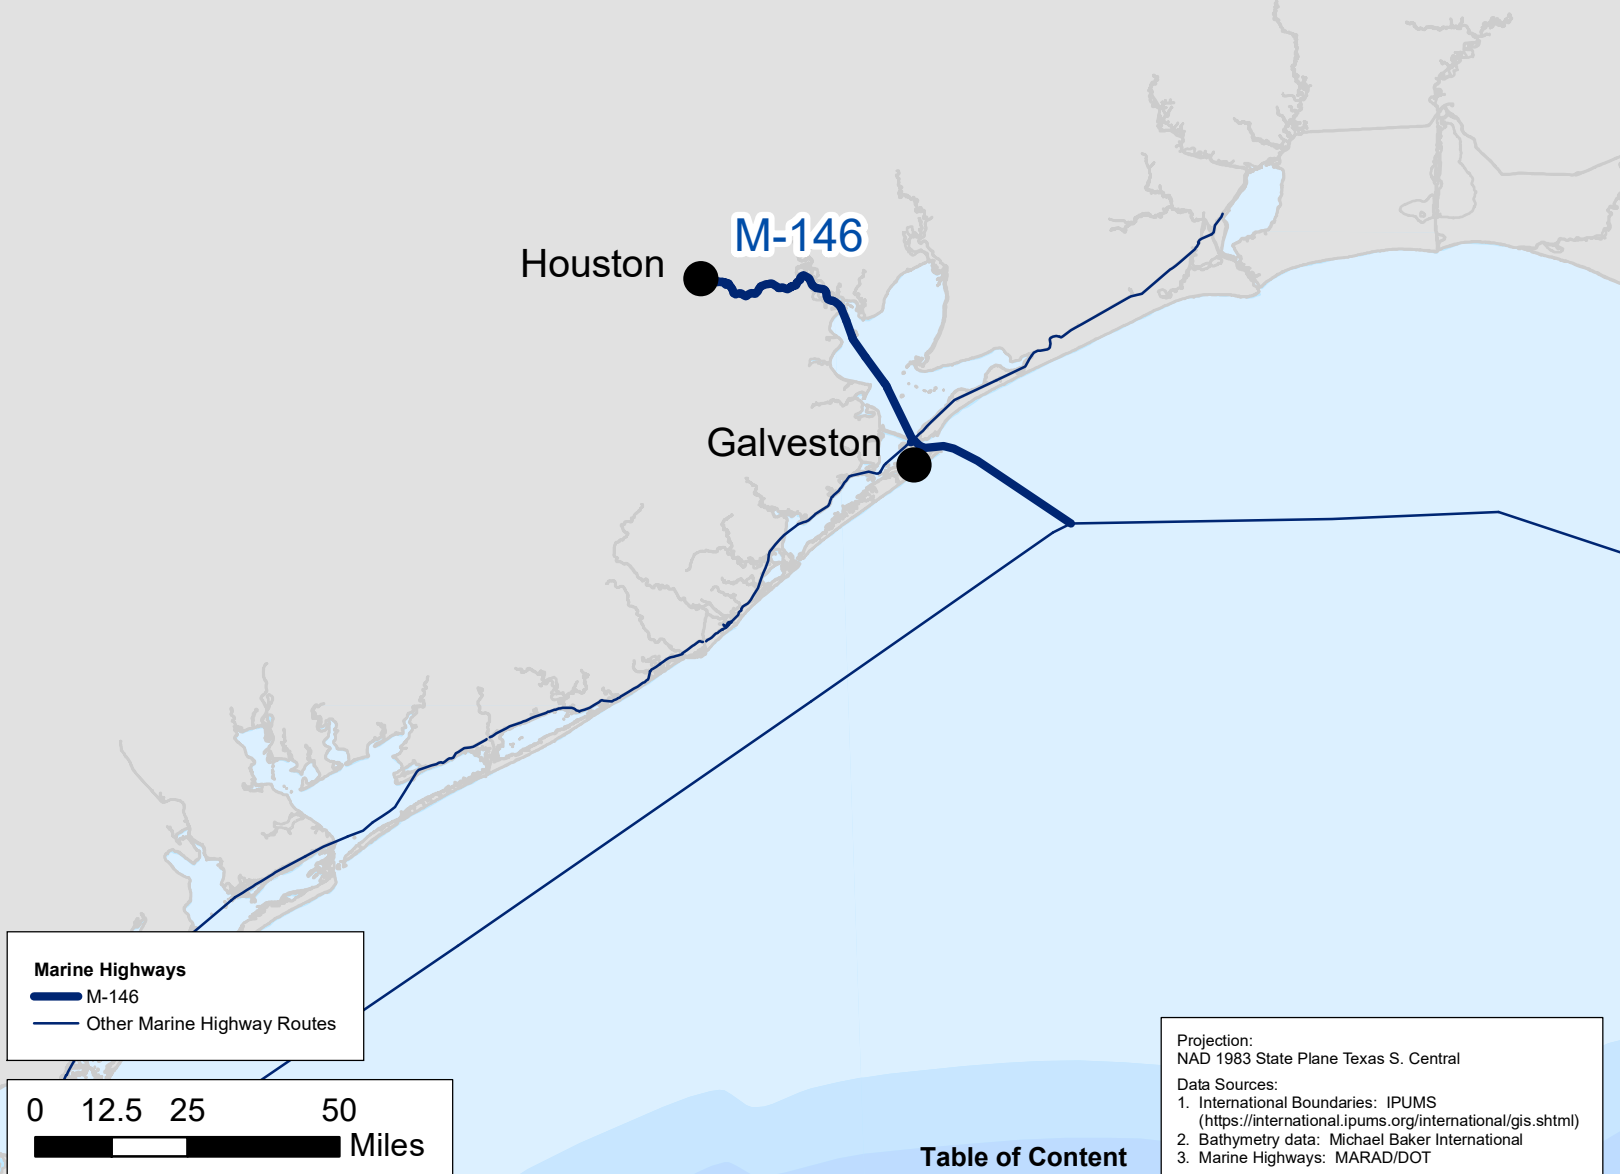 M-146
Houston
Galveston
Marine Highways
M-146
Other Marine Highway Routes
0 12.5 25 50
Miles
Projection:
NAD 1983 State Plane Texas S. Central
Data Sources:
1. International Boundaries: IPUMS
(https://international.ipums.org/international/gis.shtml)
2. Bathymetry data: Michael Baker International
3. Marine Highways: MARAD/DOT
Table of Content